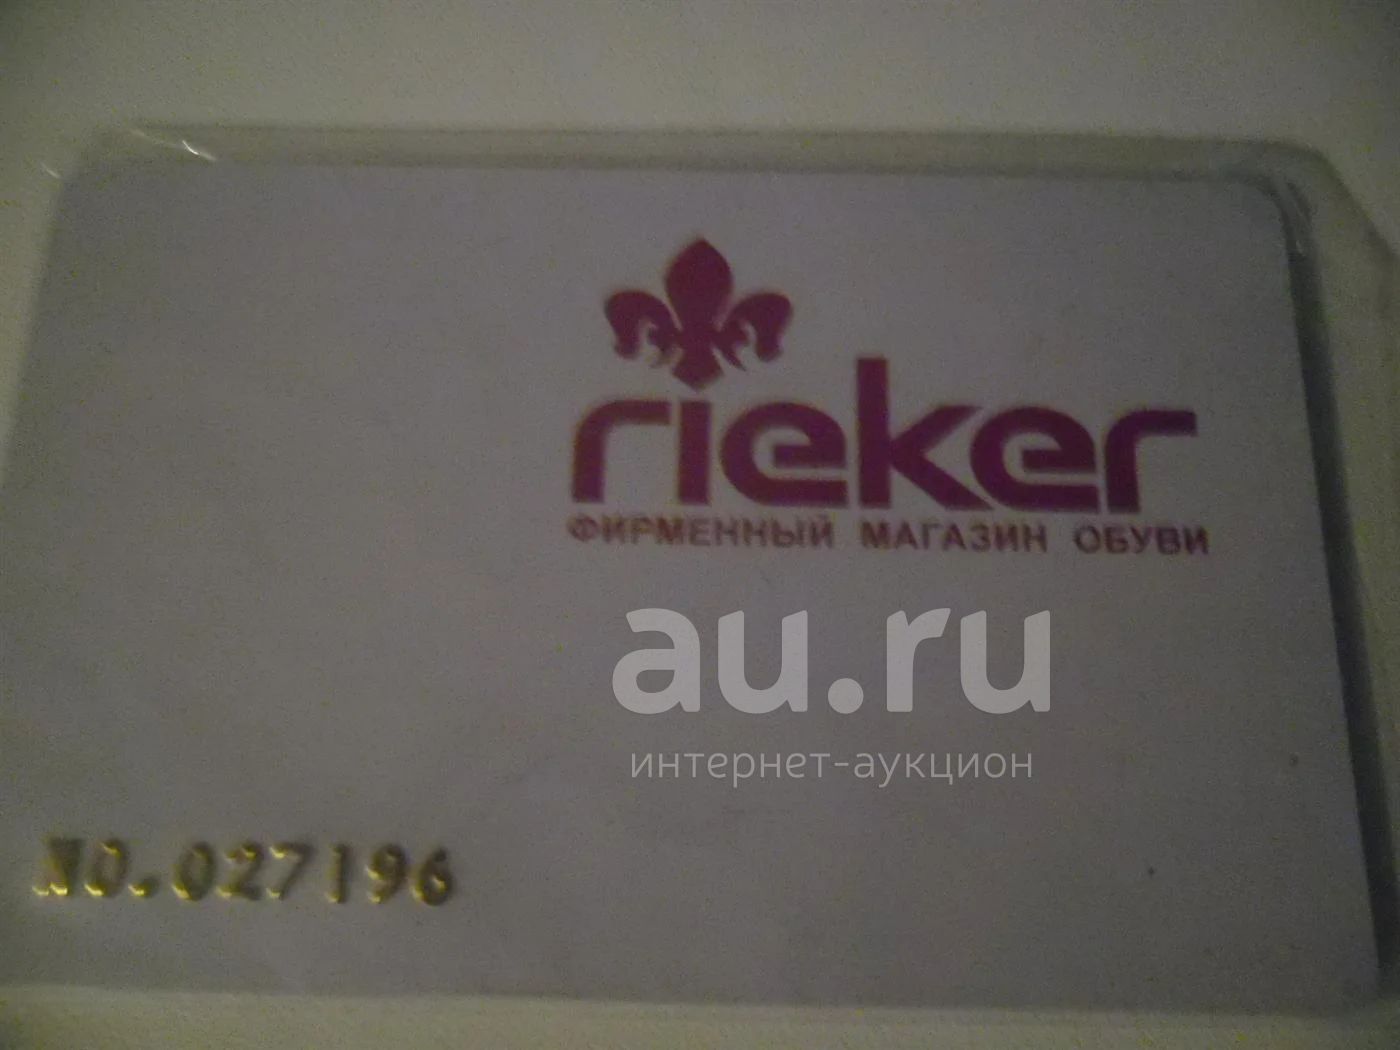 rieker
ФИРМЕННЫЙ МАГАЗИН ОБУВИ
au.ru
интернет-аукцион
NO.027196